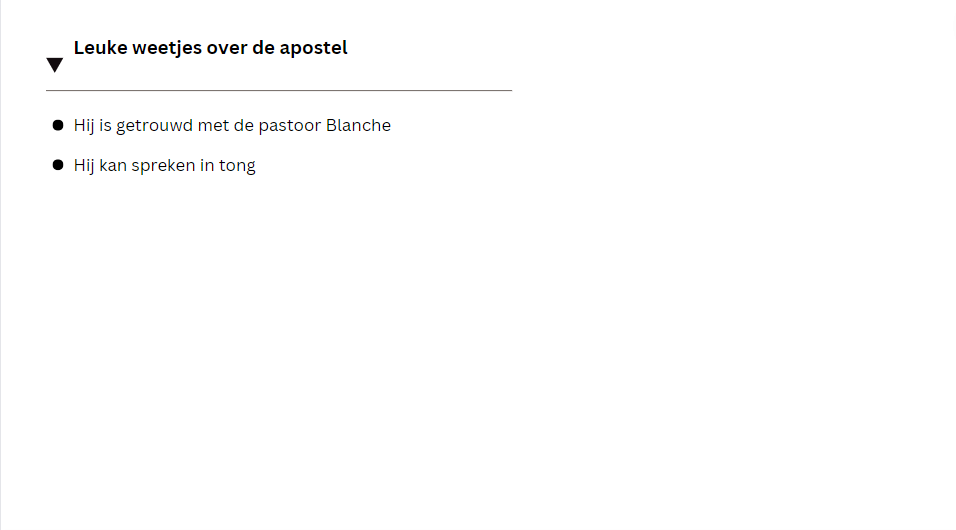 Leuke weetjes over de apostel
Hij is getrouwd met de pastoor Blanche
Hij kan spreken in tong